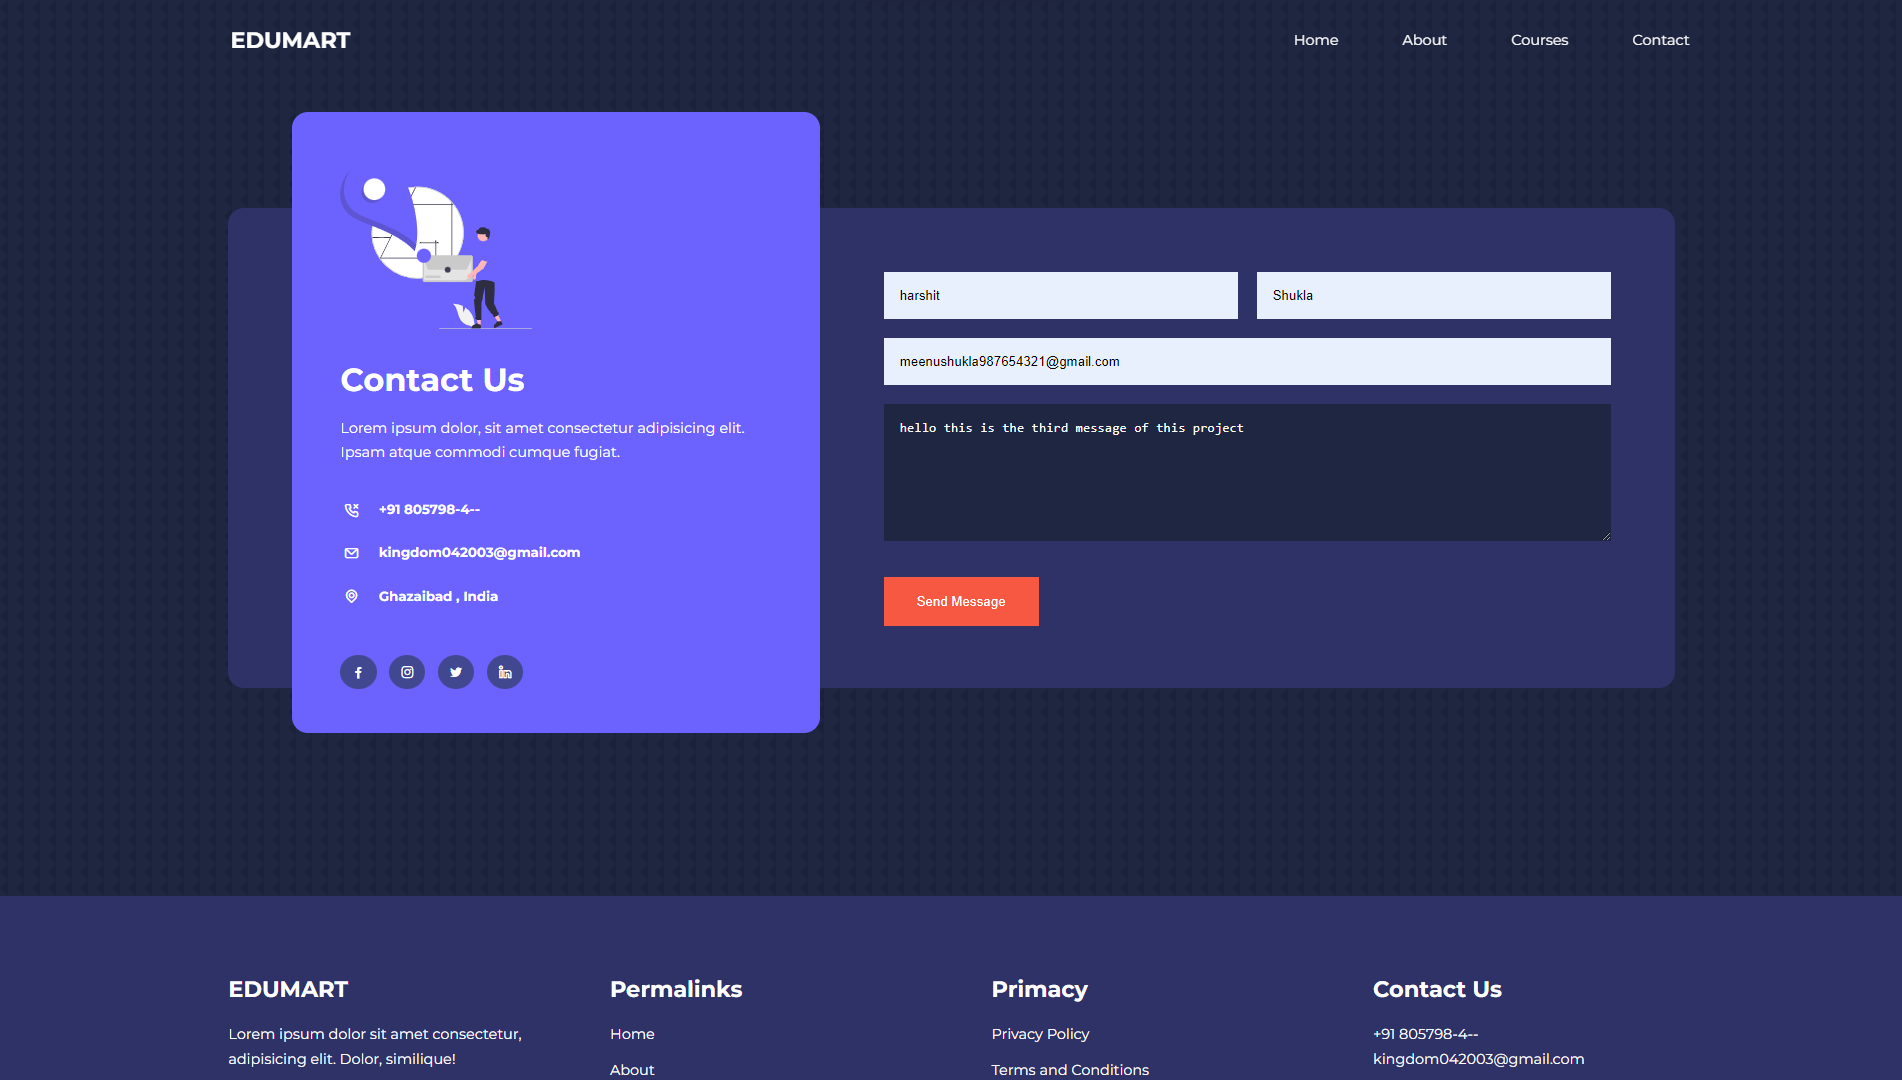 EDUMART
Home
About
Courses
Contact
Contact Us
Lorem ipsum dolor, sit amet consectetur adipisicing elit.
Ipsam atque commodi cumque fugiat.
+91 805798-4--
kingdom042003@gmail.com
Ghazaibad , India
harshit
Shukla
meenushukla987654321@gmail.com
hello this is the third message of this project
Send Message
EDUMART
Lorem ipsum dolor sit amet consectetur,
adipisicing elit. Dolor, similique!
Permalinks
Home
About
Primacy
Privacy Policy
Terms and Conditions
Contact Us
+91 805798-4--
kingdom042003@gmail.com